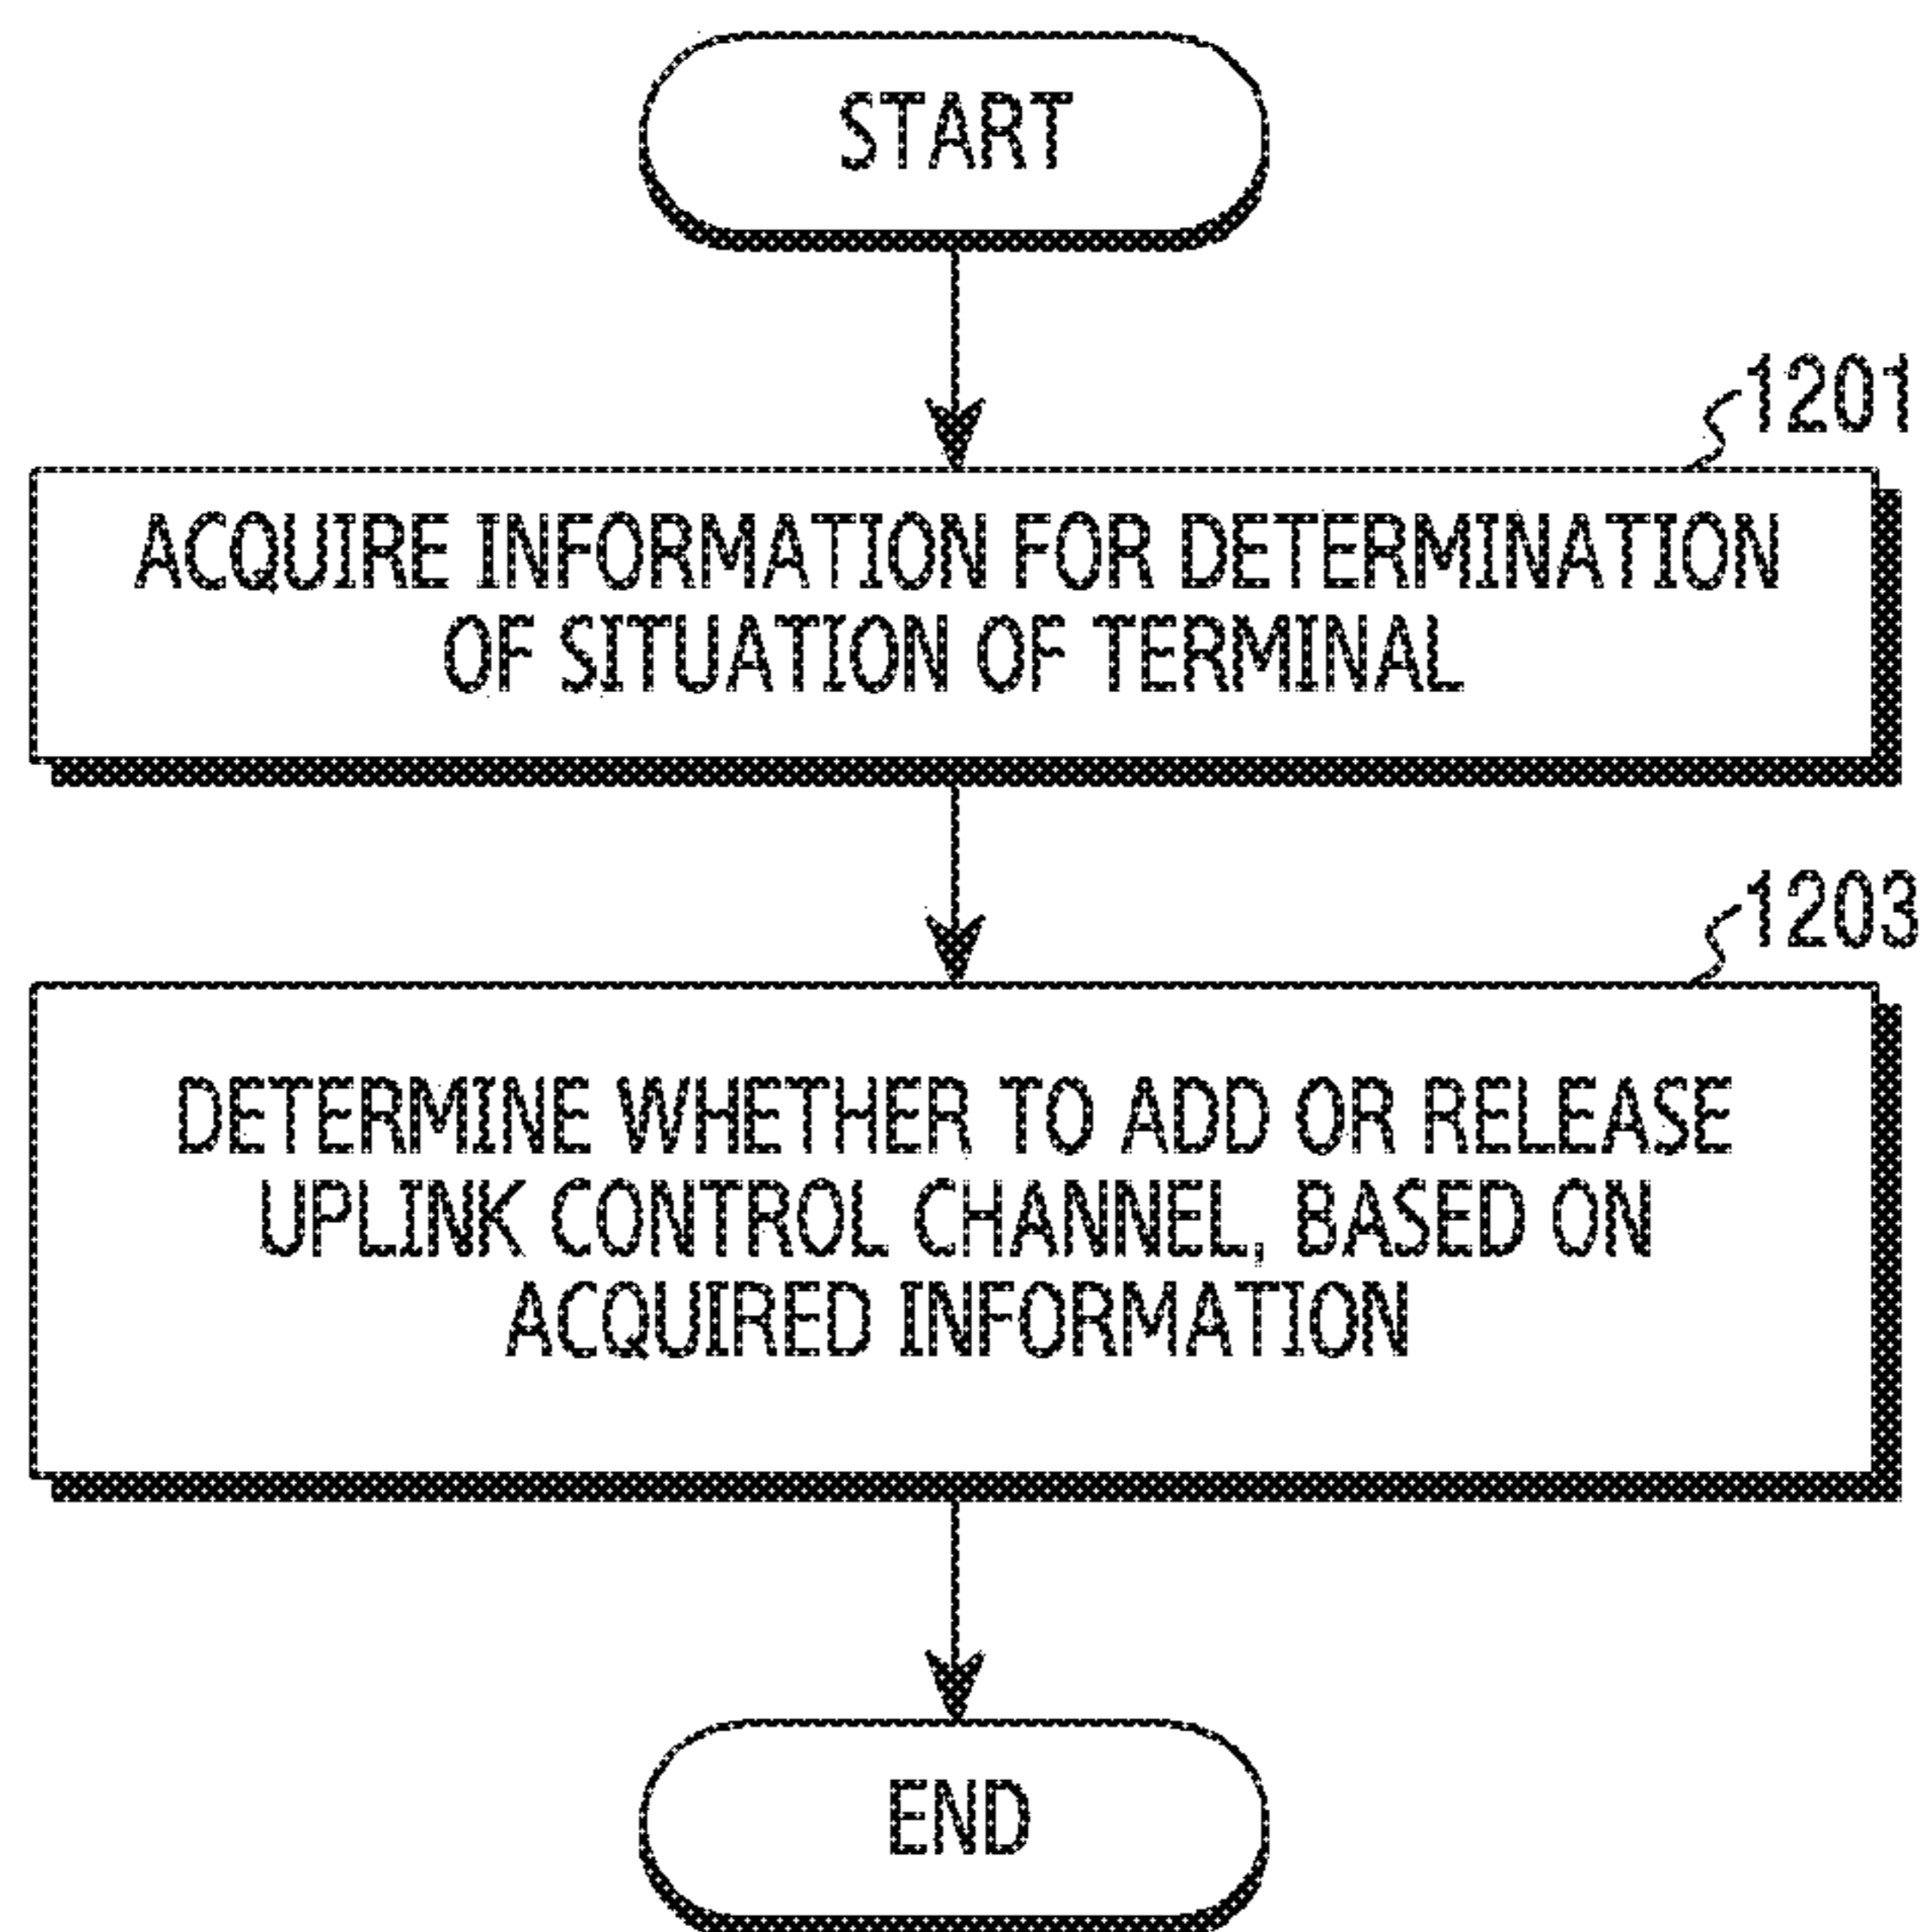 START
1201
ACQUIRE INFORMATION FOR DETERMINATION
OF SITUATION OF TERMINAL
1203
DETERMINE WHETHER TO ADD OR RELEASE
UPLINK CONTROL CHANNEL, BASED ON
ACQUIRED INFORMATION
END